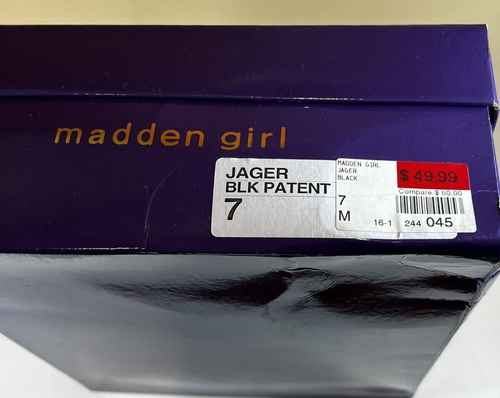 madden girl
JAGER
BLK PATENT
7
MADDEN GIRL
JAGER
BLACK
$ 49.99
Compare $ 60.00
7
M
16-1 244 045